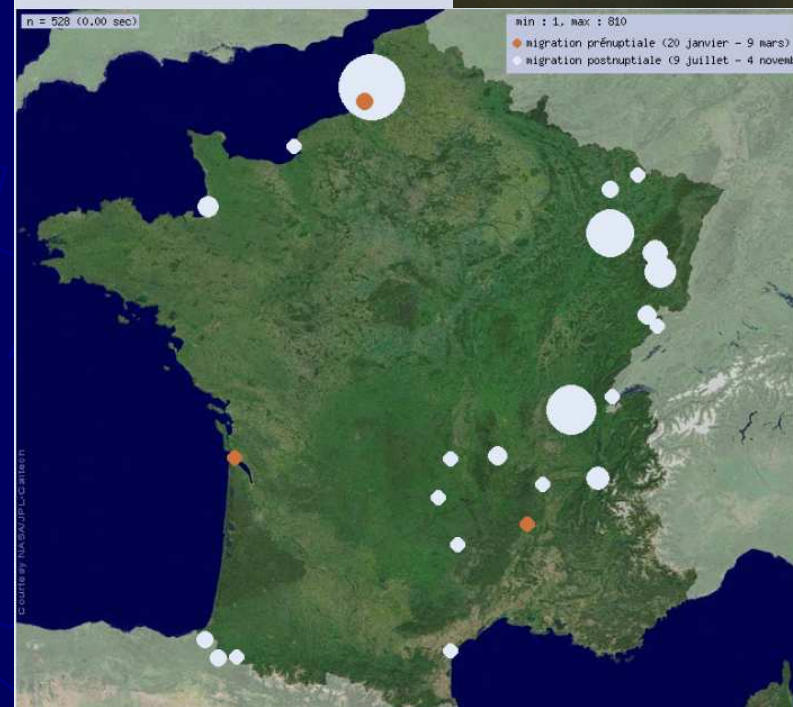 n = 528 (0.00 sec)
min : 1, max : 810
migration prénuptiale (20 janvier - 9 mars)
migration postnuptiale (9 juillet - 4 novemb
Courtesy NASA/JPL-Caltech